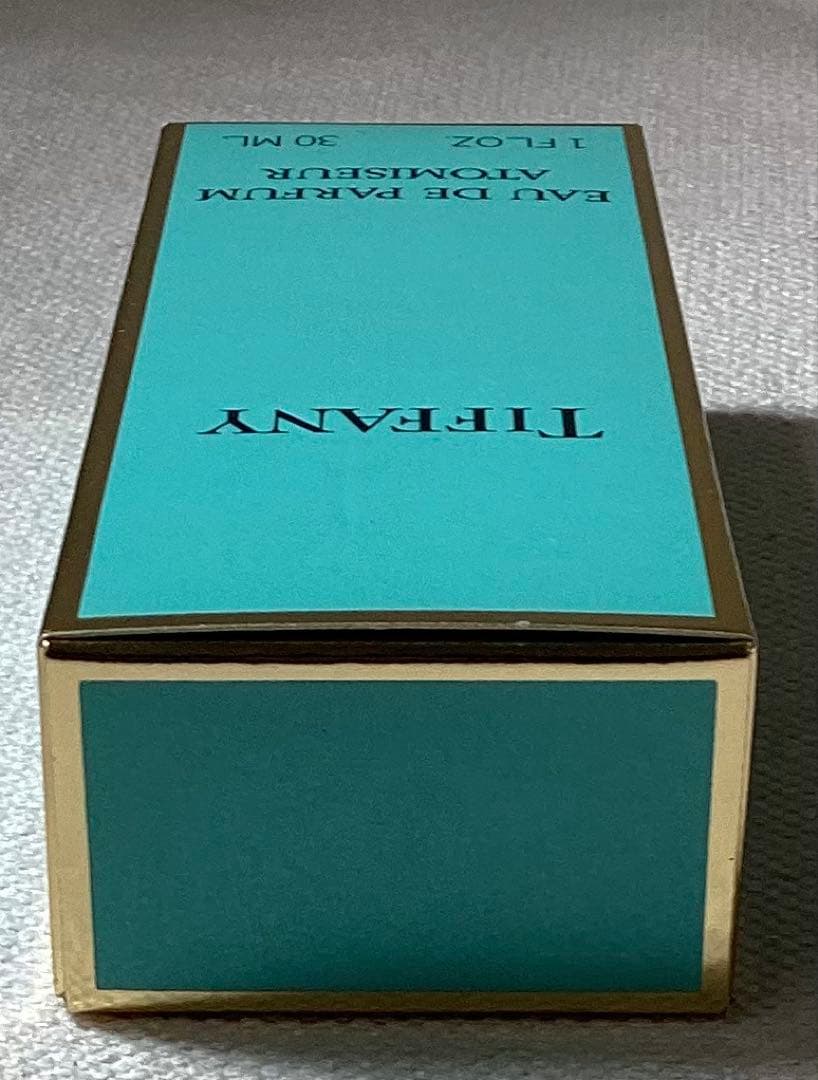 TIFFANY
EAU DE PARFUM
ATOMISEUR
1 FL.OZ. 30 ML